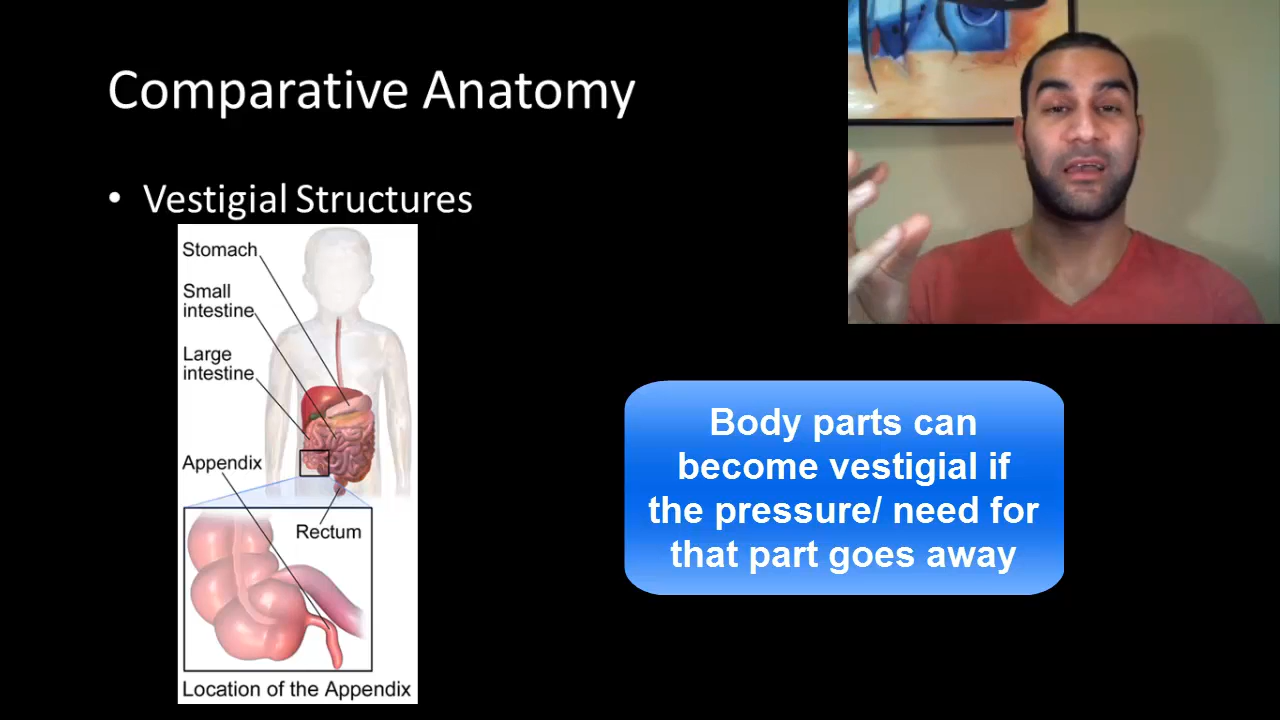 Comparative Anatomy
• Vestigial Structures
Stomach
Small
intestine
Large
intestine
Appendix
Rectum
Location of the Appendix
Body parts can
become vestigial if
the pressure/ need for
that part goes away